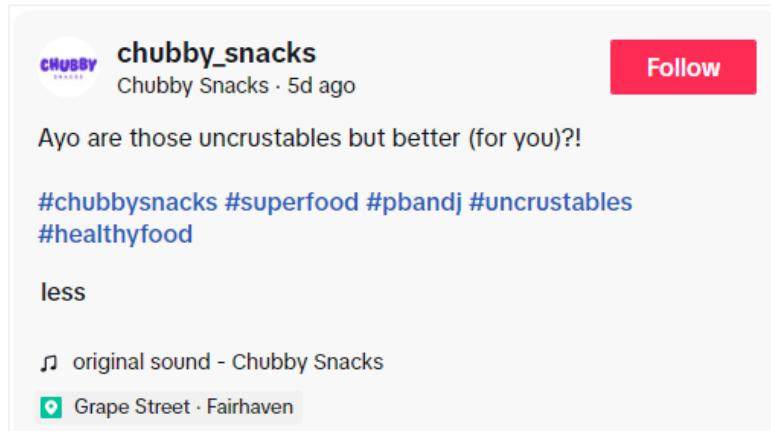 CHUBBY
SNACKS
chubby_snacks
Chubby Snacks · 5d ago
Follow
Ayo are those uncrustables but better (for you)?!
#chubbysnacks #superfood #pbandj #uncrustables
#healthyfood
less
original sound - Chubby Snacks
Grape Street · Fairhaven